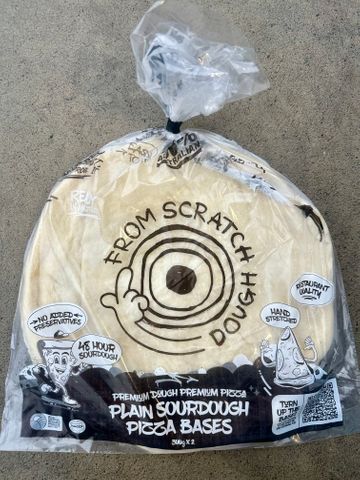 FROM SCRATCH
DOUGH
NO ADDED
PRESERVATIVES
48 HOUR
SOURDOUGH
RESTAURANT
QUALITY
HAND
STRETCHED
PREMIUM DOUGH PREMIUM PIZZA
PLAIN SOURDOUGH
PIZZA BASES
TURN
UP THE